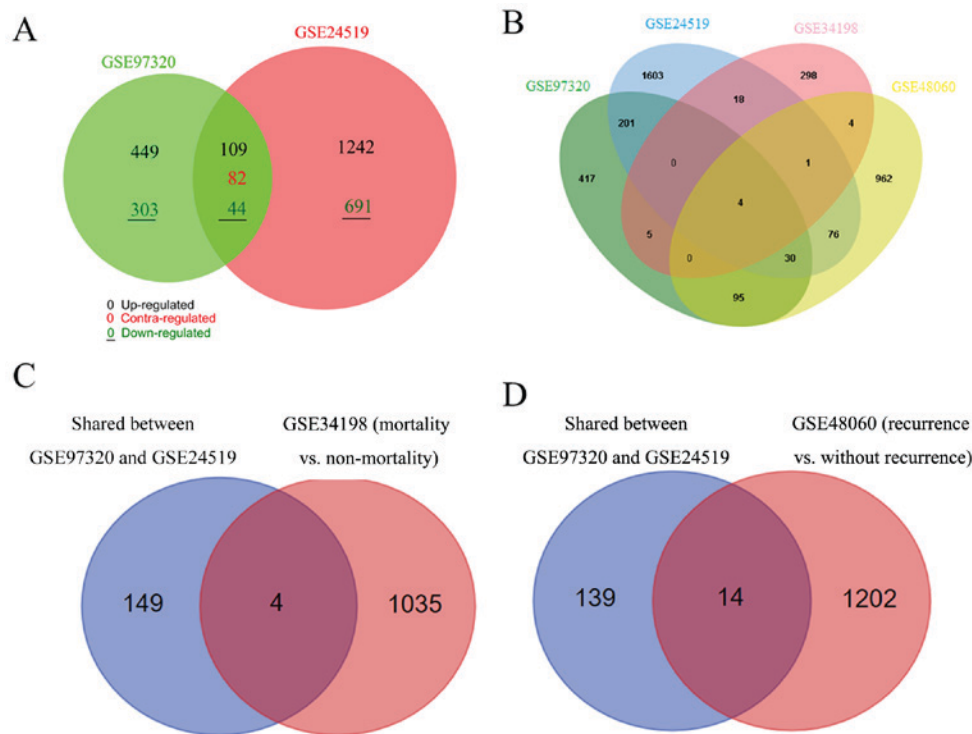 A
GSE24519
GSE97320
449 109 1242
82
303 44 691
0 Up-regulated
0 Contra-regulated
0 Down-regulated
B
GSE24519 GSE34198
GSE97320 GSE48060
1603 298
18
201 4
0 1
417 962
4
5 76
0 30
95
C
Shared between
GSE97320 and GSE24519
GSE34198 (mortality
vs. non-mortality)
149 4 1035
D
Shared between
GSE97320 and GSE24519
GSE48060 (recurrence
vs. without recurrence)
139 14 1202